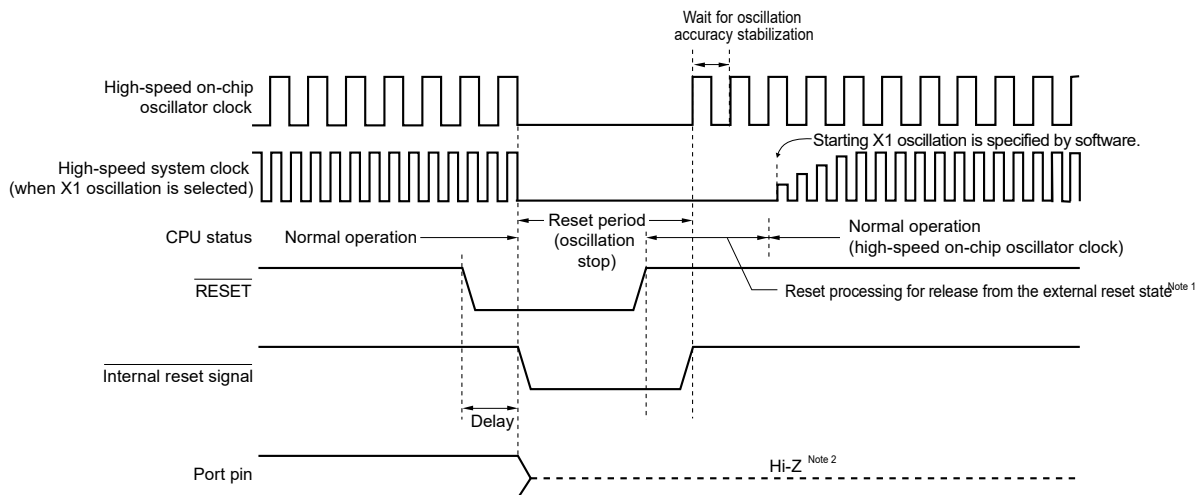 Wait for oscillation
accuracy stabilization
High-speed on-chip
oscillator clock
Starting X1 oscillation is specified by software.
High-speed system clock
(when X1 oscillation is selected)
Reset period
(oscillation
stop)
CPU status
Normal operation
Normal operation
(high-speed on-chip oscillator clock)
RESET
Reset processing for release from the external reset state Note 1
Internal reset signal
Delay
Port pin
Hi-Z Note 2